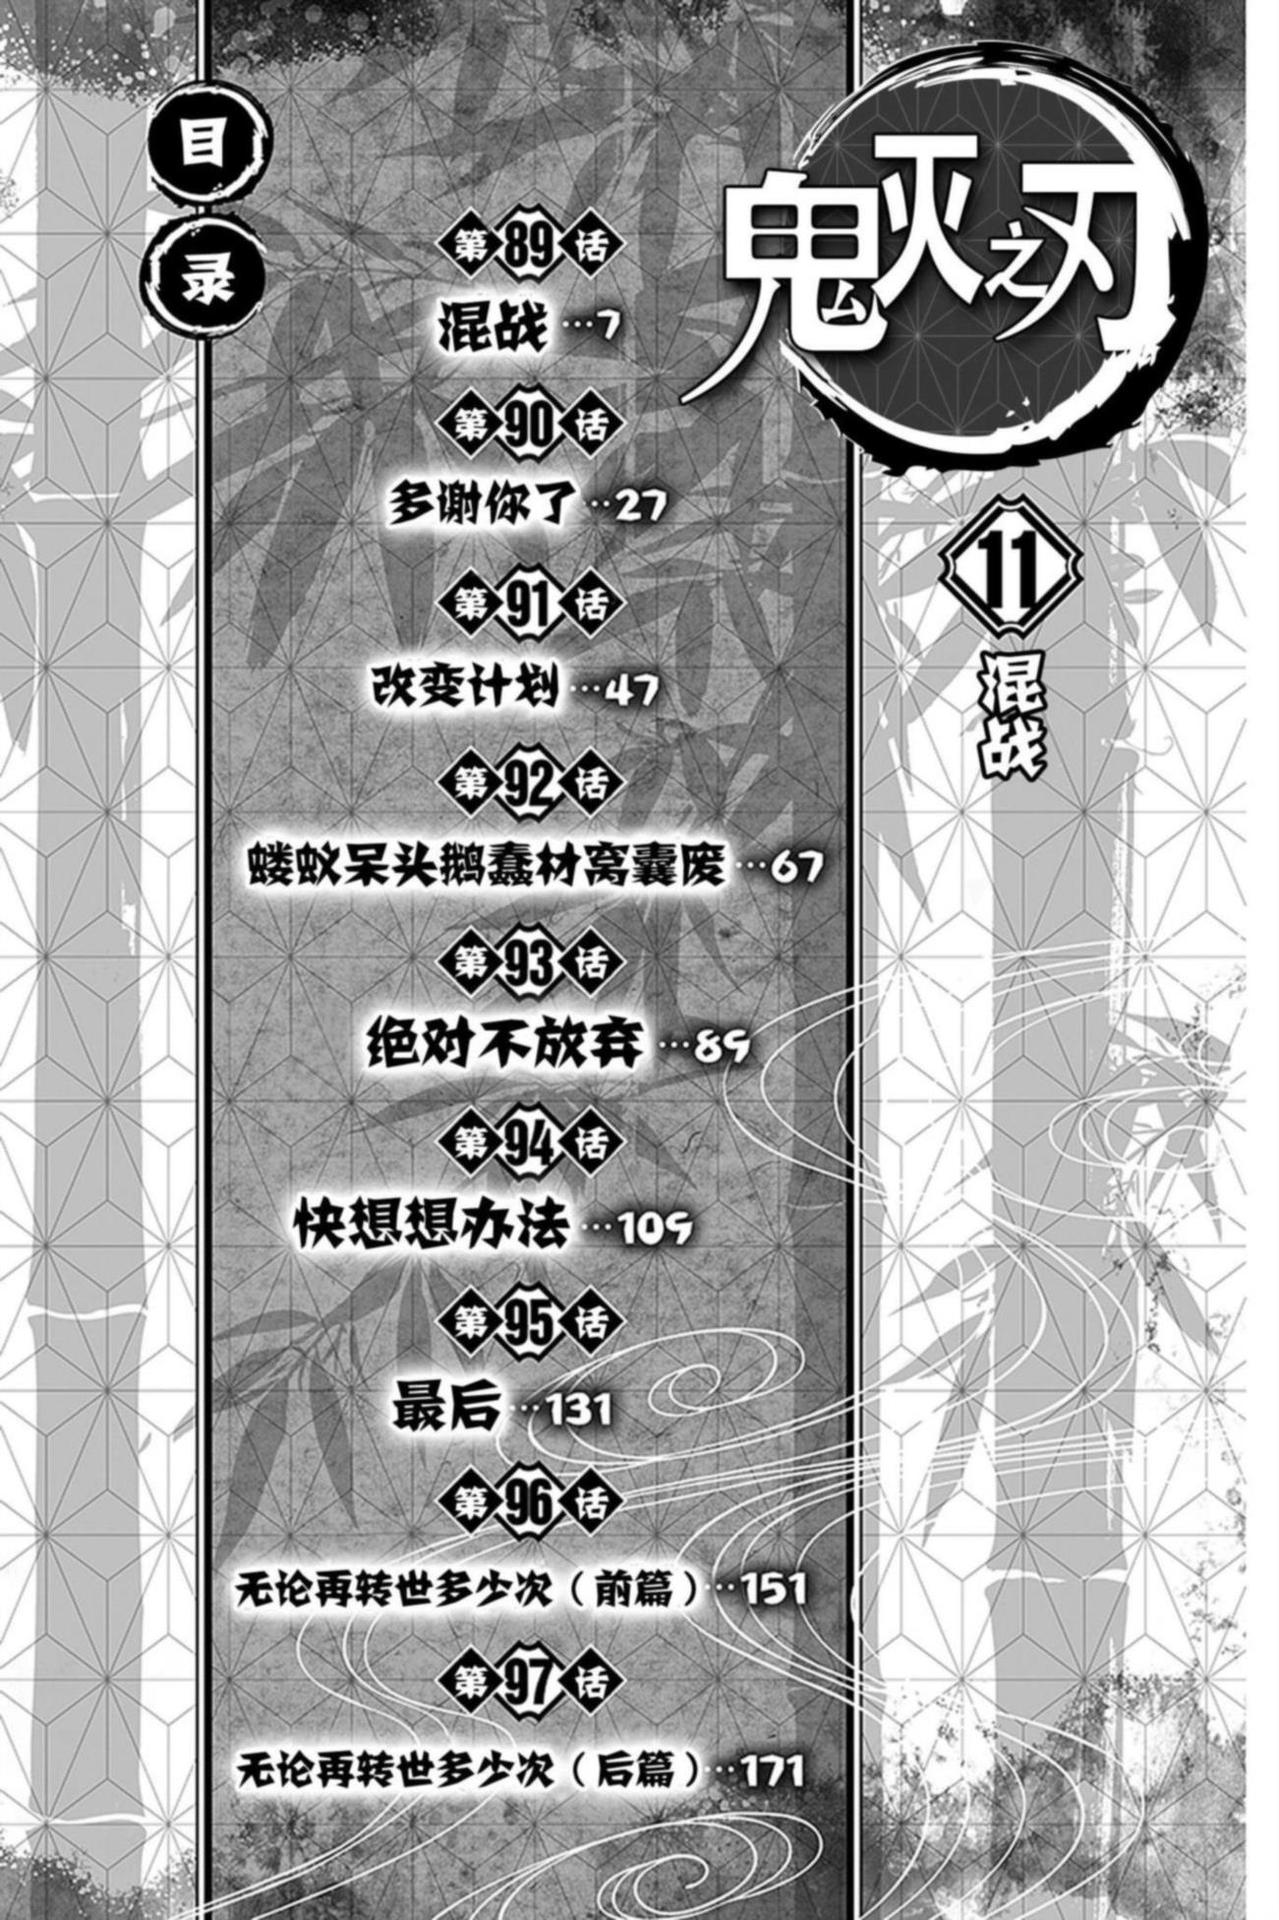 鬼灭之刃
11
混战
目录
第89话
混战…7
第90话
多谢你了…27
第91话
改变计划…47
第92话
蝼蚁呆头鹅蠢材窝囊废…67
第93话
绝对不放弃…89
第94话
快想想办法…109
第95话
最后…131
第96话
无论再转世多少次（前篇）…151
第97话
无论再转世多少次（后篇）…171